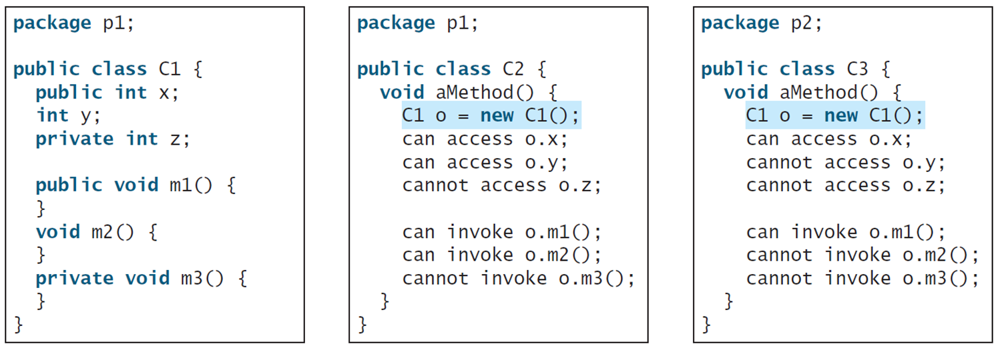 package p1;
public class C1 {
public int x;
int y;
private int z;
public void m1() {
}
void m2() {
}
private void m3() {
}
}
package p1;
public class C2 {
void aMethod() {
C1 o = new C1();
can access o.x;
can access o.y;
cannot access o.z;
can invoke o.m1();
can invoke o.m2();
cannot invoke o.m3();
}
}
package p2;
public class C3 {
void aMethod() {
C1 o = new C1();
can access o.x;
cannot access o.y;
cannot access o.z;
can invoke o.m1();
cannot invoke o.m2();
cannot invoke o.m3();
}
}